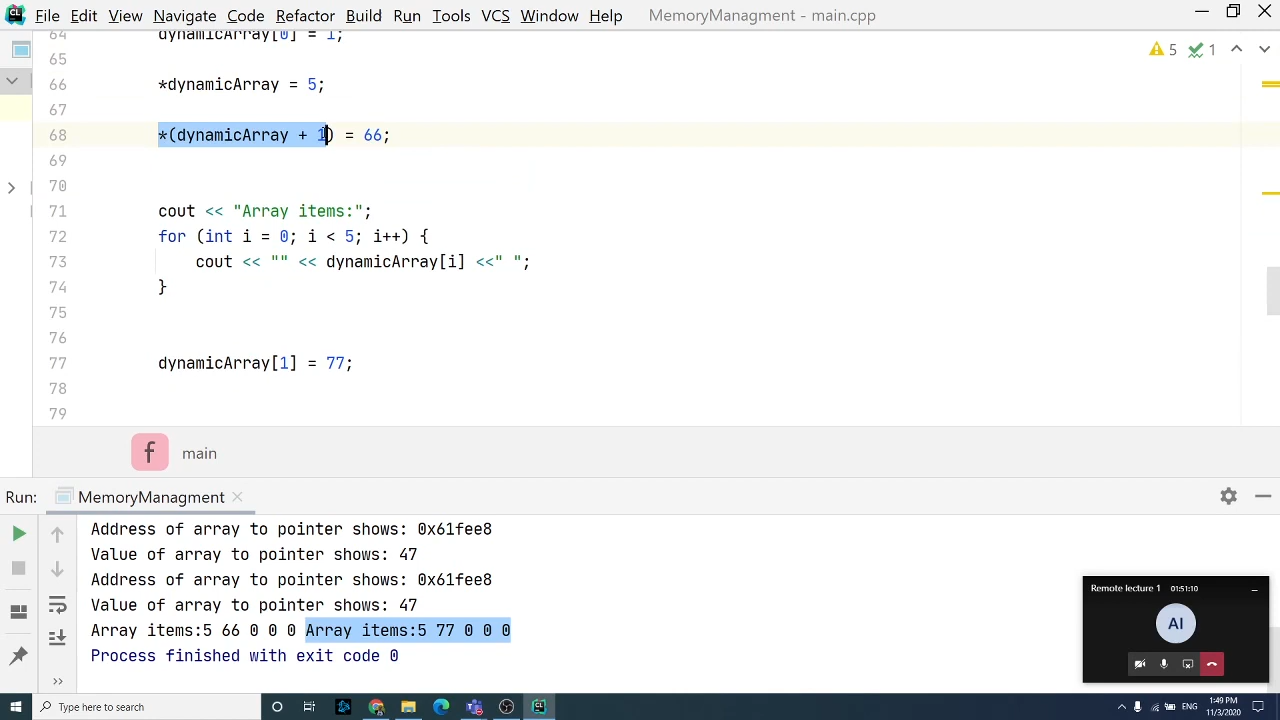 CL File Edit View Navigate Code Refactor Build Run Tools VCS Window Help MemoryManagment - main.cpp
64 dynamicArray[0] = 1;
5 1
65
66 *dynamicArray = 5;
67
68 *(dynamicArray + 1) = 66;
69
70
71 cout << "Array items:";
72 for (int i = 0; i < 5; i++) {
73 cout << "" << dynamicArray[i] <<" ";
74 }
75
76
77 dynamicArray[1] = 77;
78
79
f main
Run: MemoryManagment
Address of array to pointer shows: 0x61fee8
Value of array to pointer shows: 47
Address of array to pointer shows: 0x61fee8
Value of array to pointer shows: 47
Array items:5 66 0 0 0 Array items:5 77 0 0 0
Process finished with exit code 0
Remote lecture 1 01:51:10
AI
Type here to search
1:49 PM
11/3/2020